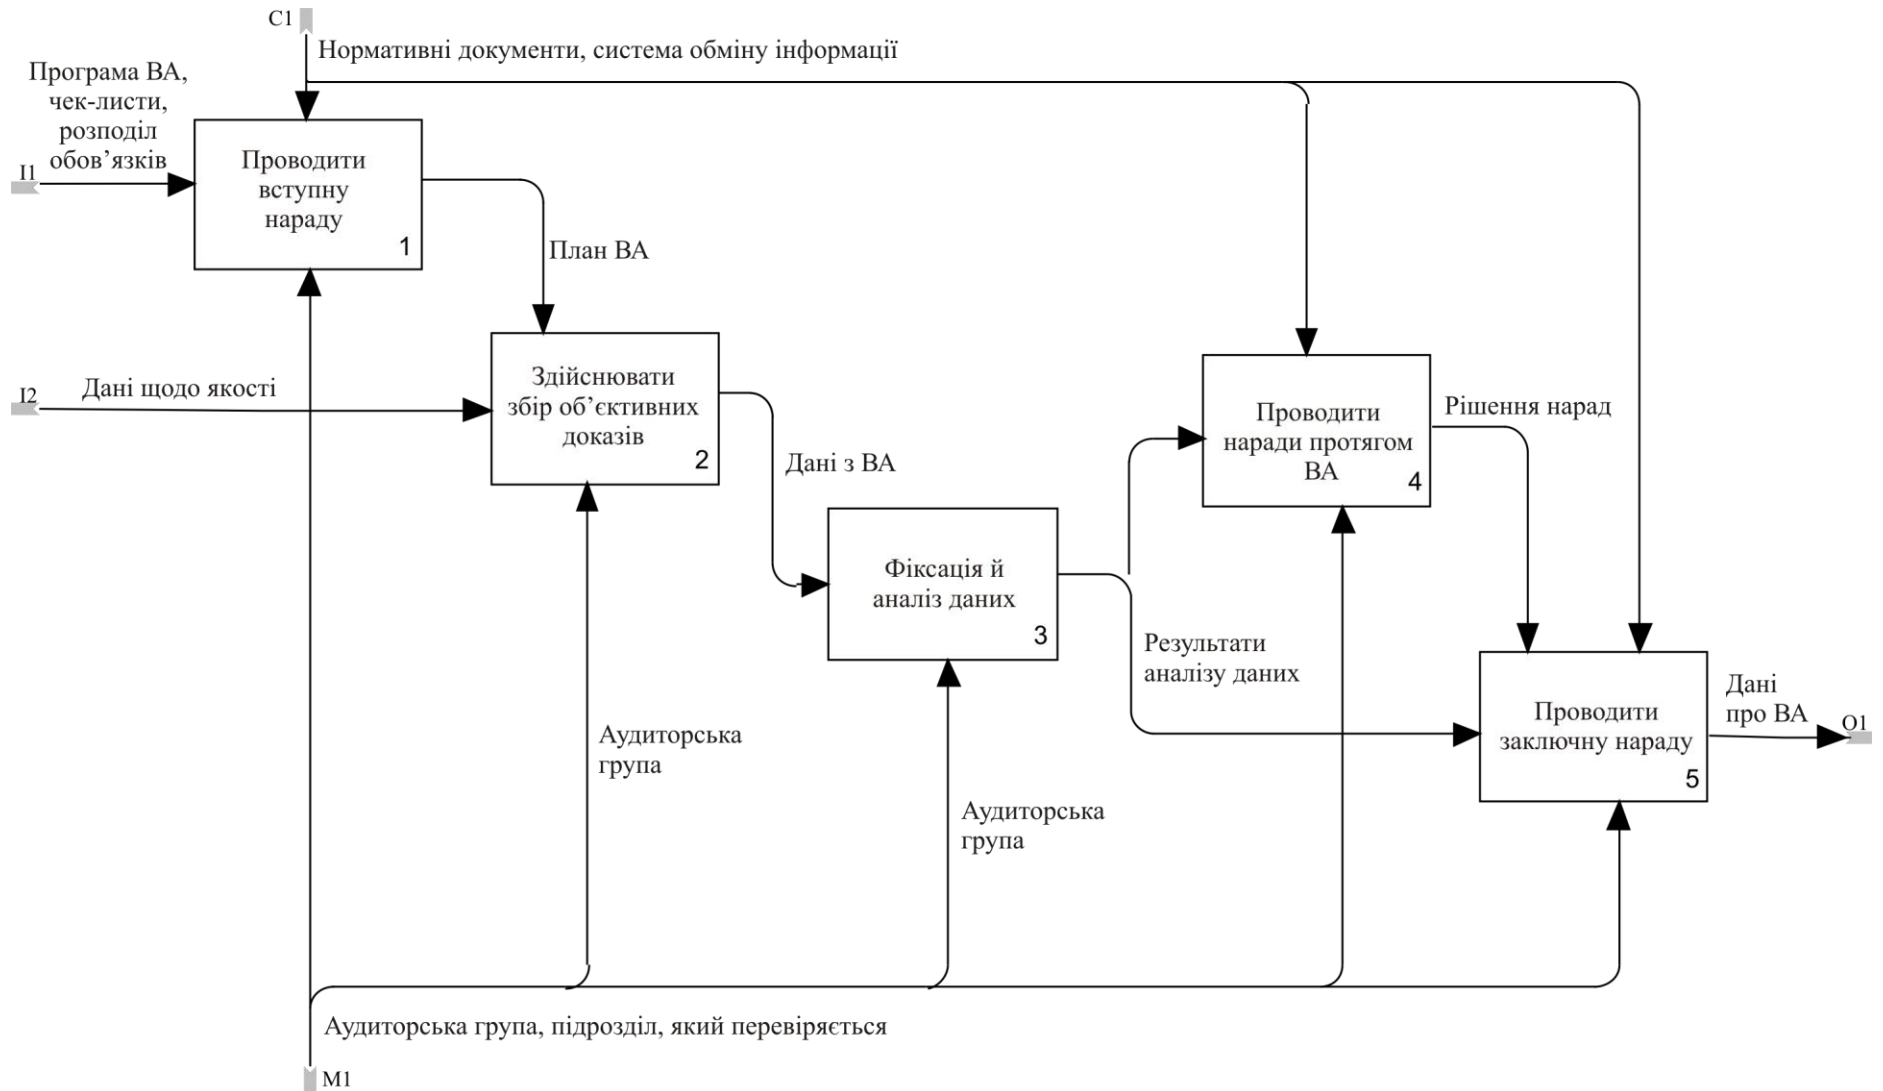 C1
Нормативні документи, система обміну інформації
Програма ВА,
чек-листи,
розподіл
обов’язків
I1
Проводити
вступну
нараду
1
План ВА
I2
Дані щодо якості
Здійснювати
збір об’єктивних
доказів
2
Дані з ВА
Фіксація й
аналіз даних
3
Проводити
наради протягом
ВА
4
Рішення нарад
Результати
аналізу даних
Проводити
заключну нараду
5
Дані
про ВА
O1
Аудиторська
група
Аудиторська
група
Аудиторська група, підрозділ, який перевіряється
M1